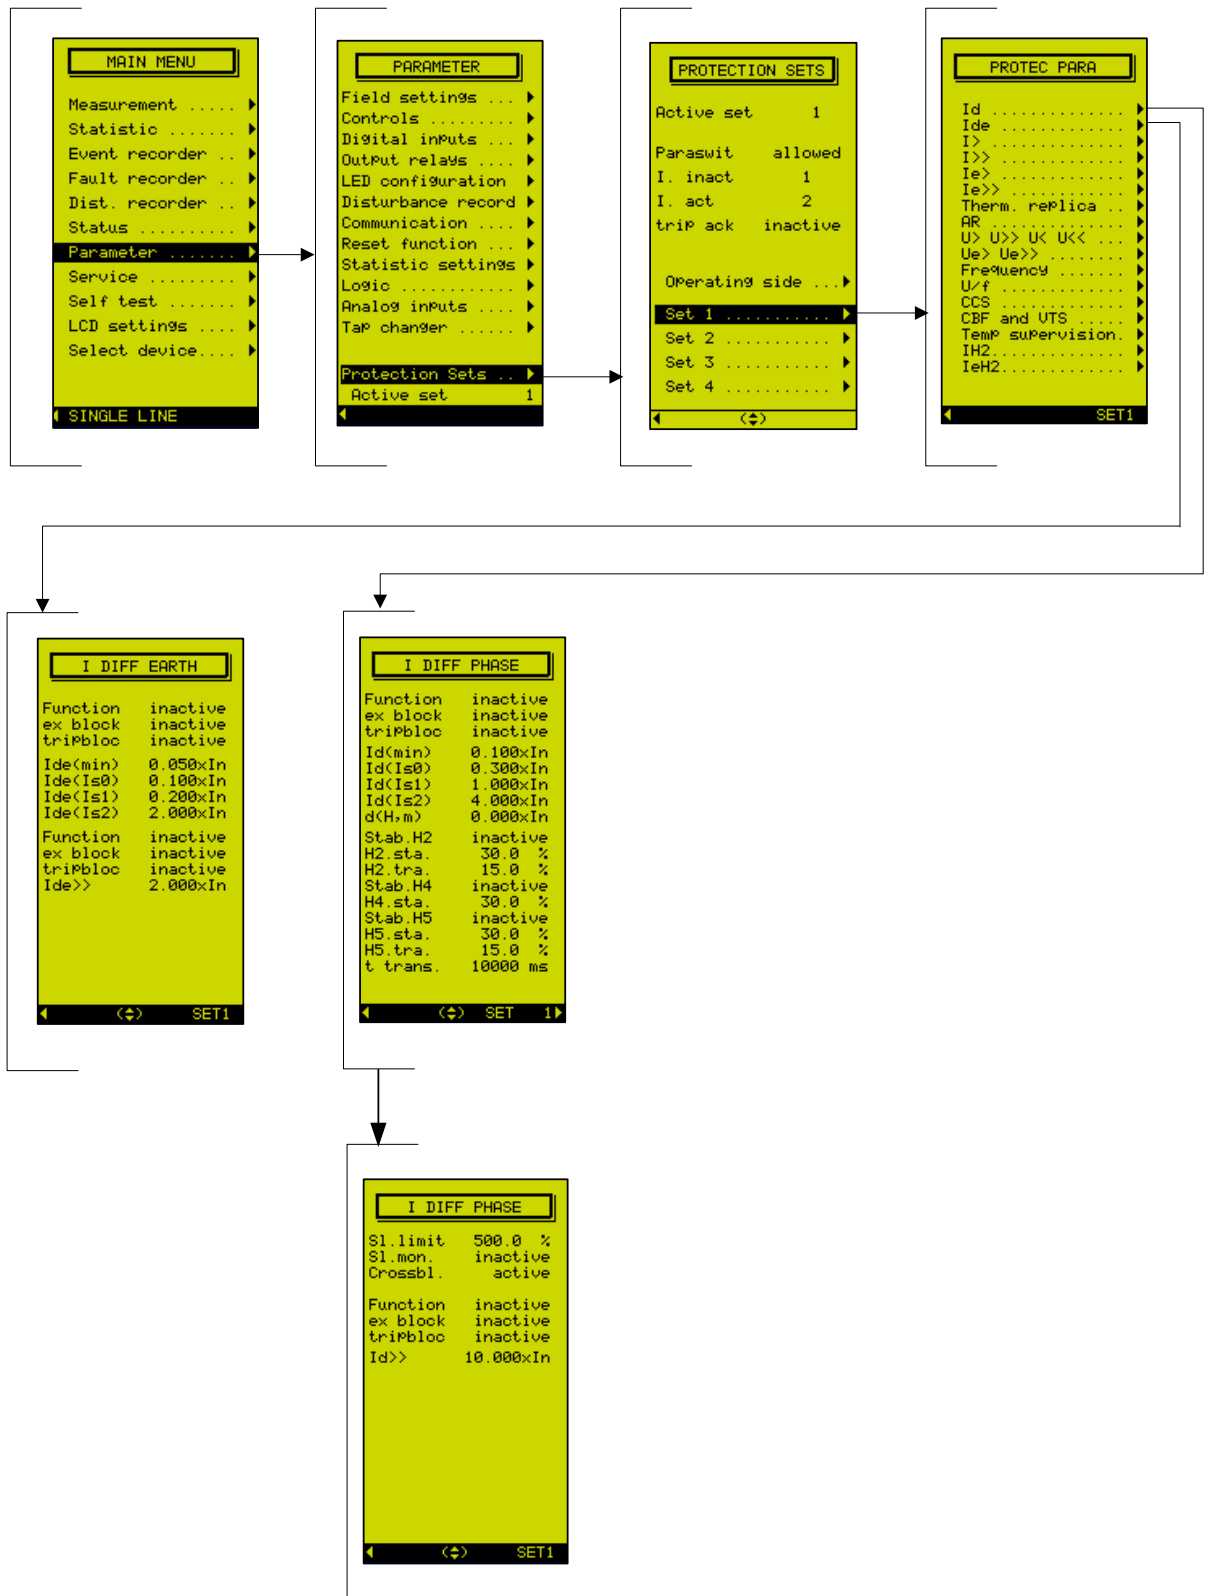 MAIN MENU
Measurement .....
Statistic .......
Event recorder ..
Fault recorder ..
Dist. recorder ..
Status ..........
Parameter .......
Service .........
Self test .......
LCD settings ....
Select device....
SINGLE LINE
PARAMETER
Field settings ...
Controls .........
Digital inputs ...
Output relays ....
LED configuration
Disturbance record
Communication ....
Reset function ...
Statistic settings
Logic ............
Analog inputs ....
Tap changer ......
Protection Sets ..
Active set 1
PROTECTION SETS
Active set 1
Paraswit allowed
I. inact 1
I. act 2
trip ack inactive
Operating side ...
Set 1 ...........
Set 2 ...........
Set 3 ...........
Set 4 ...........
(♦)
PROTEC PARA
Id ..............
Ide .............
I> ..............
I>> .............
Ie> .............
Ie>> ............
Therm. replica ..
AR ..............
U> U>> U< U<< ...
Ue> Ue>> ........
Frequency .......
U/f .............
CCS .............
CBF and VTS .....
Temp supervision.
IH2..............
IeH2.............
SET1
I DIFF EARTH
Function inactive
ex block inactive
tripbloc inactive
Ide(min) 0.050xIn
Ide(Is0) 0.100xIn
Ide(Is1) 0.200xIn
Ide(Is2) 2.000xIn
Function inactive
ex block inactive
tripbloc inactive
Ide>> 2.000xIn
(♦) SET1
I DIFF PHASE
Function inactive
ex block inactive
tripbloc inactive
Id(min) 0.100xIn
Id(Is0) 0.300xIn
Id(Is1) 1.000xIn
Id(Is2) 4.000xIn
d(H,m) 0.000xIn
Stab.H2 inactive
H2.sta. 30.0 %
H2.tra. 15.0 %
Stab.H4 inactive
H4.sta. 30.0 %
Stab.H5 inactive
H5.sta. 30.0 %
H5.tra. 15.0 %
t trans. 10000 ms
(♦) SET 1
I DIFF PHASE
Sl.limit 500.0 %
Sl.mon. inactive
Crossbl. active
Function inactive
ex block inactive
tripbloc inactive
Id>> 10.000xIn
(♦) SET1